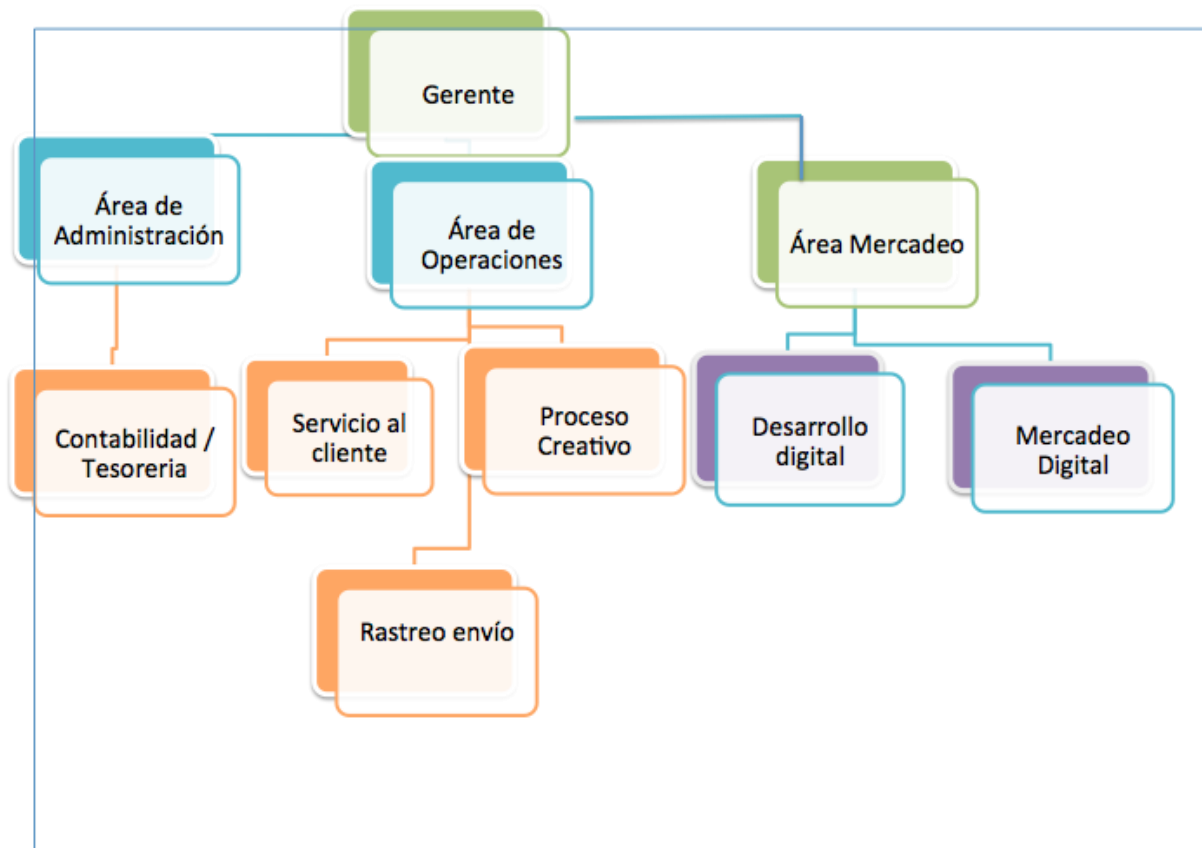 Gerente
Área de
Administración
Área de
Operaciones
Área Mercadeo
Contabilidad /
Tesoreria
Servicio al
cliente
Proceso
Creativo
Desarrollo
digital
Mercadeo
Digital
Rastreo envío